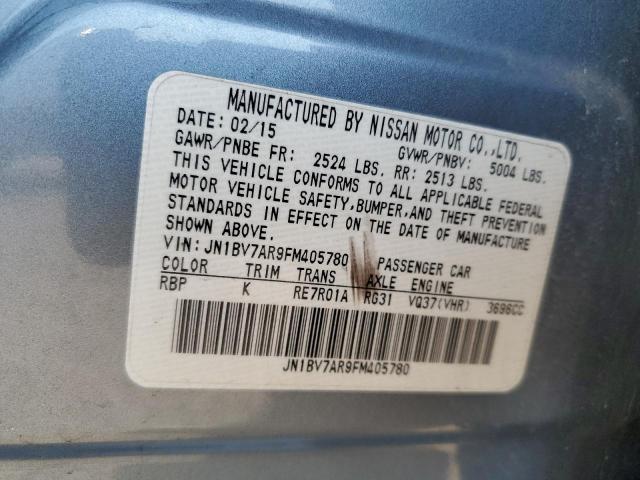 MANUFACTURED BY NISSAN MOTOR CO.,LTD.
DATE: 02/15 GVWR/PNBV: 5004 LBS.
GAWR/PNBE FR: 2524 LBS. RR: 2513 LBS.
THIS VEHICLE CONFORMS TO ALL APPLICABLE FEDERAL
MOTOR VEHICLE SAFETY,BUMPER,AND THEFT PREVENTION
STANDARDS IN EFFECT ON THE DATE OF MANUFACTURE
SHOWN ABOVE.
VIN: JN1BV7AR9FM405780 PASSENGER CAR
COLOR TRIM TRANS AXLE ENGINE
RBP K RE7R01A RG31 VQ37(VHR) 3696CC
JN1BV7AR9FM405780